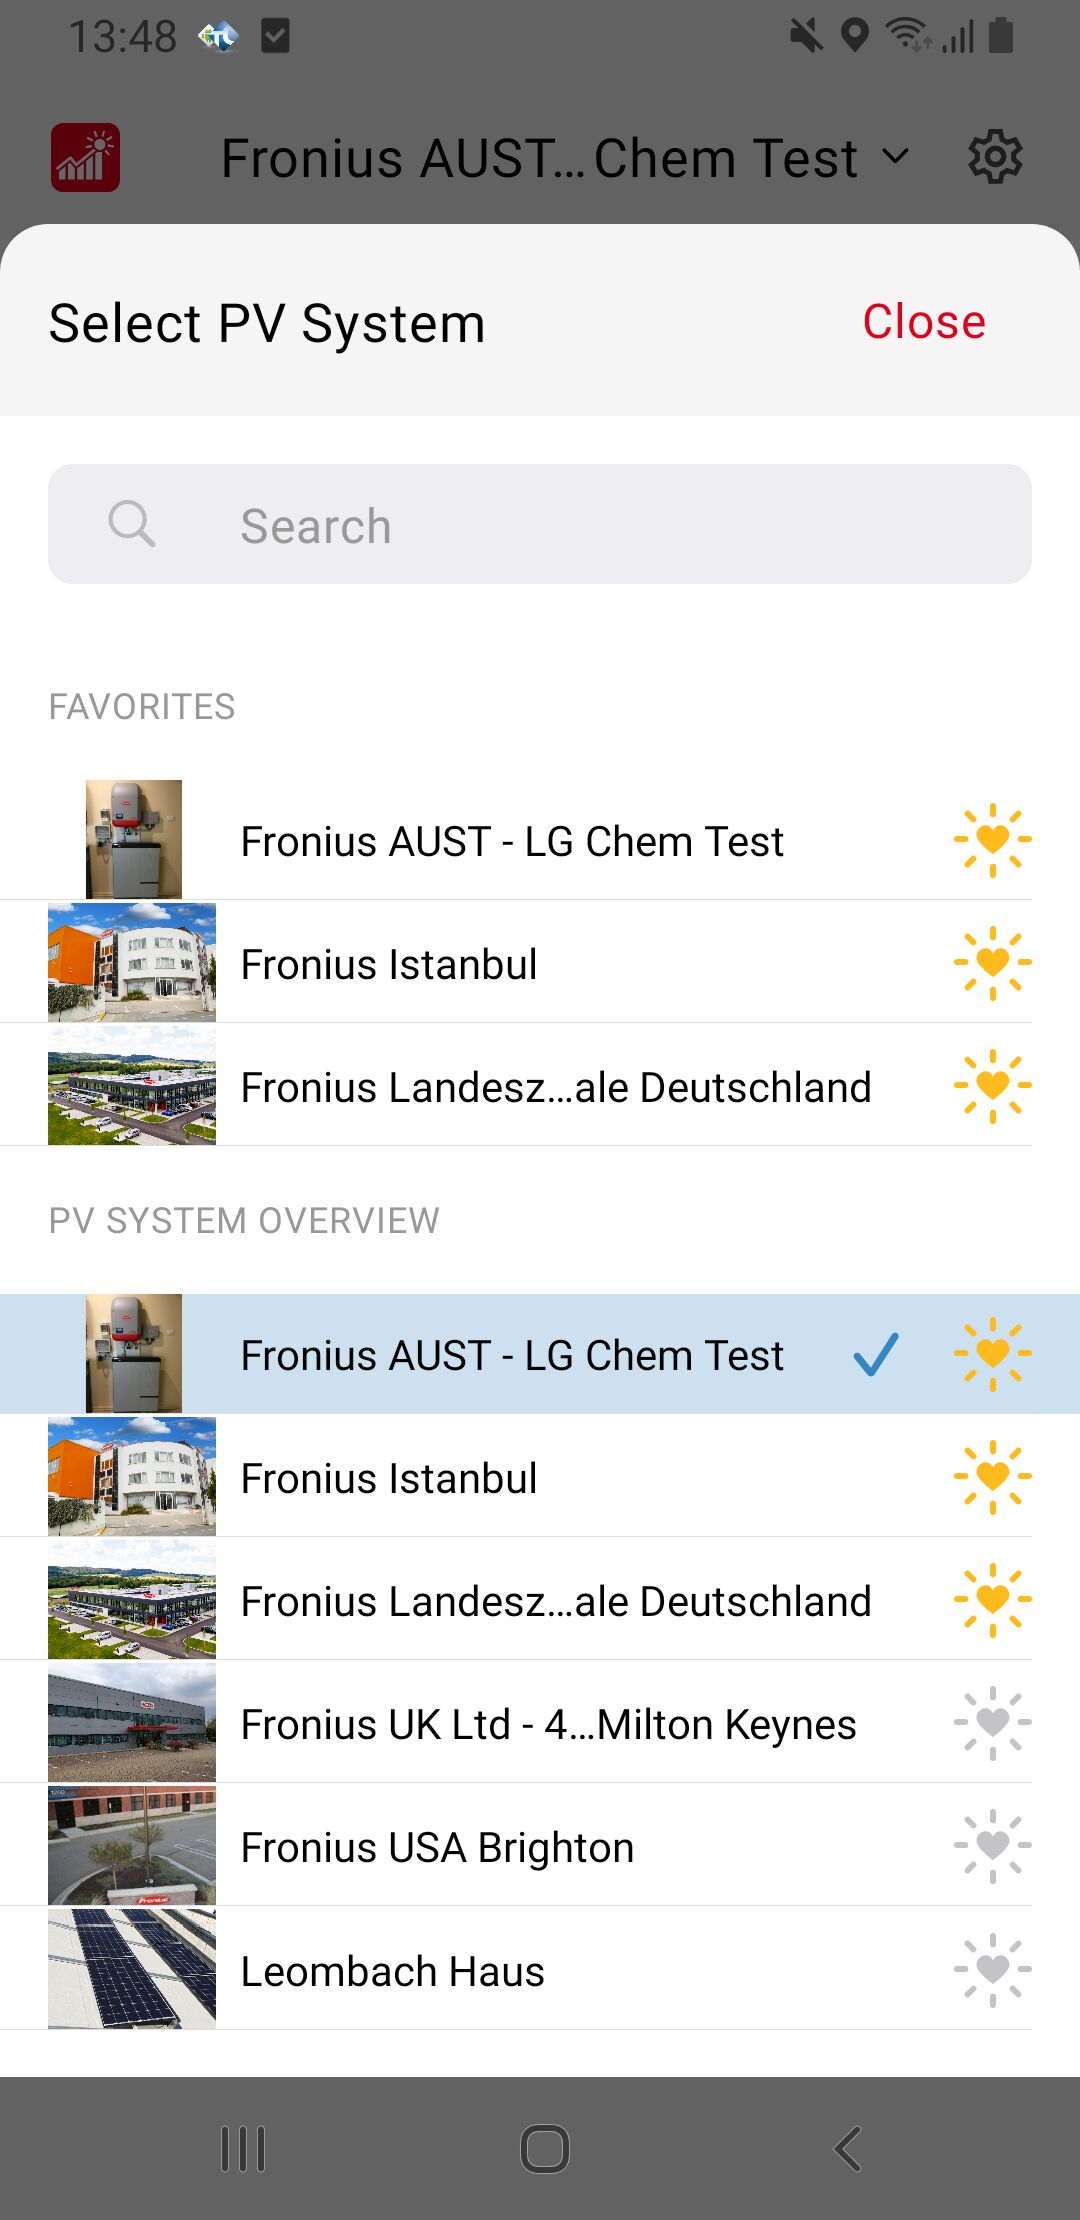 13:48
Fronius AUST...Chem Test
Select PV System
Close
Search
FAVORITES
Fronius AUST - LG Chem Test
Fronius Istanbul
Fronius Landesz...ale Deutschland
PV SYSTEM OVERVIEW
Fronius AUST - LG Chem Test
Fronius Istanbul
Fronius Landesz...ale Deutschland
Fronius UK Ltd - 4...Milton Keynes
Fronius USA Brighton
Fronius
Leombach Haus